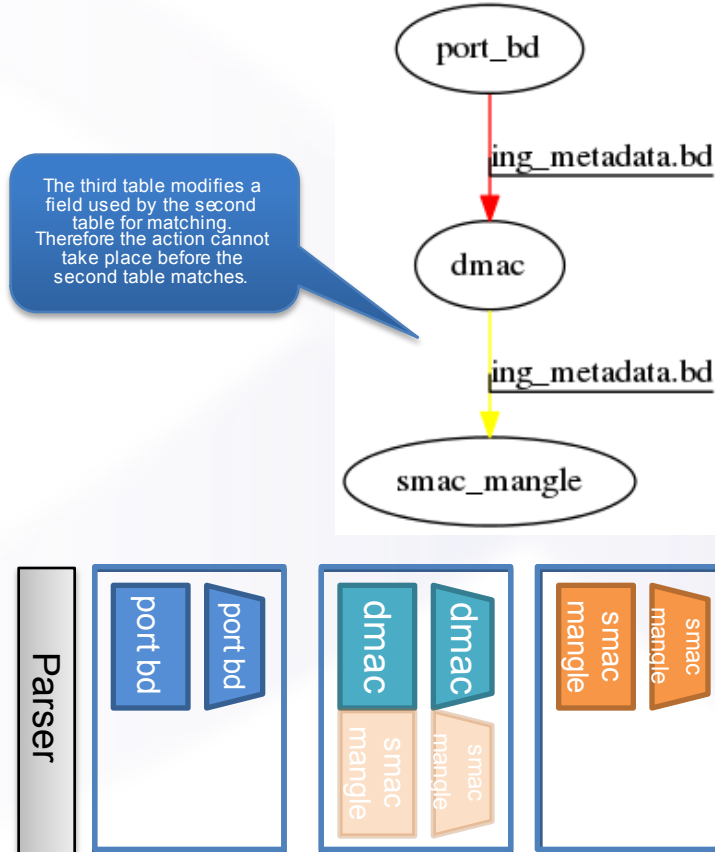 port_bd
ing_metadata.bd
The third table modifies a
field used by the second
table for matching.
Therefore the action cannot
take place before the
second table matches.
dmac
ing_metadata.bd
smac_mangle
Parser
port bd
port bd
dmac
dmac
smac
mangle
smac
mangle
smac
mangle
smac
mangle